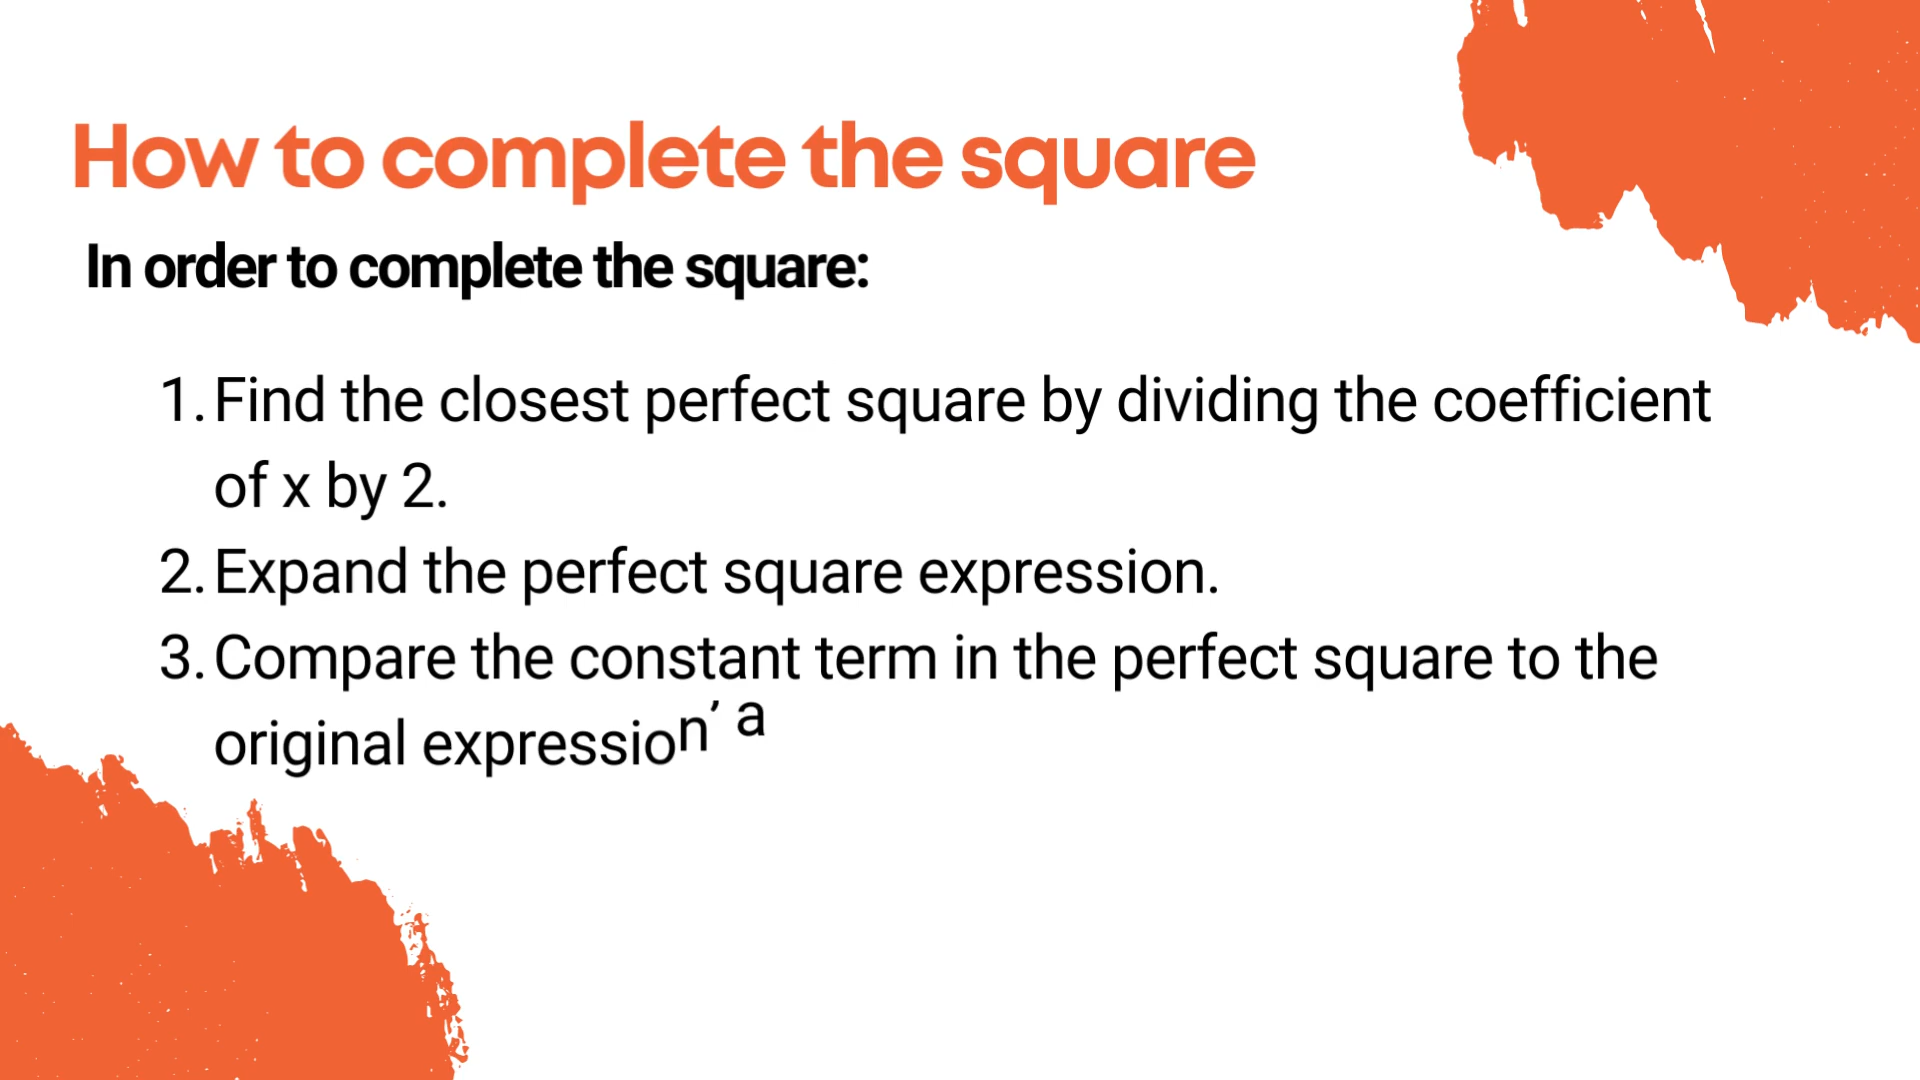 How to complete the square
In order to complete the square:
1. Find the closest perfect square by dividing the coefficient
of x by 2.
2. Expand the perfect square expression.
3. Compare the constant term in the perfect square to the
original expression, a